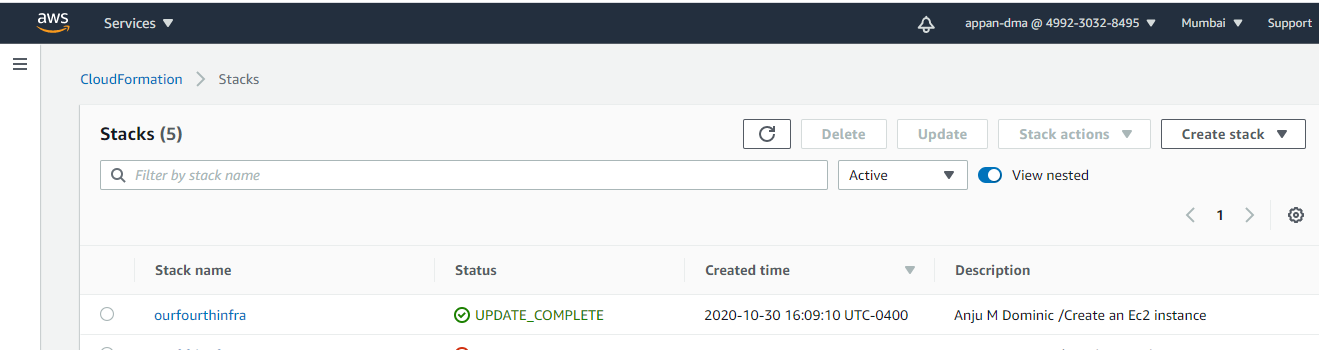 aws Services appan-dma @ 4992-3032-8495 Mumbai Support
CloudFormation Stacks
Stacks (5) Delete Update Stack actions Create stack
Filter by stack name Active View nested
1
Stack name Status Created time Description
ourfourthinfra UPDATE_COMPLETE 2020-10-30 16:09:10 UTC-0400 Anju M Dominic /Create an Ec2 instance